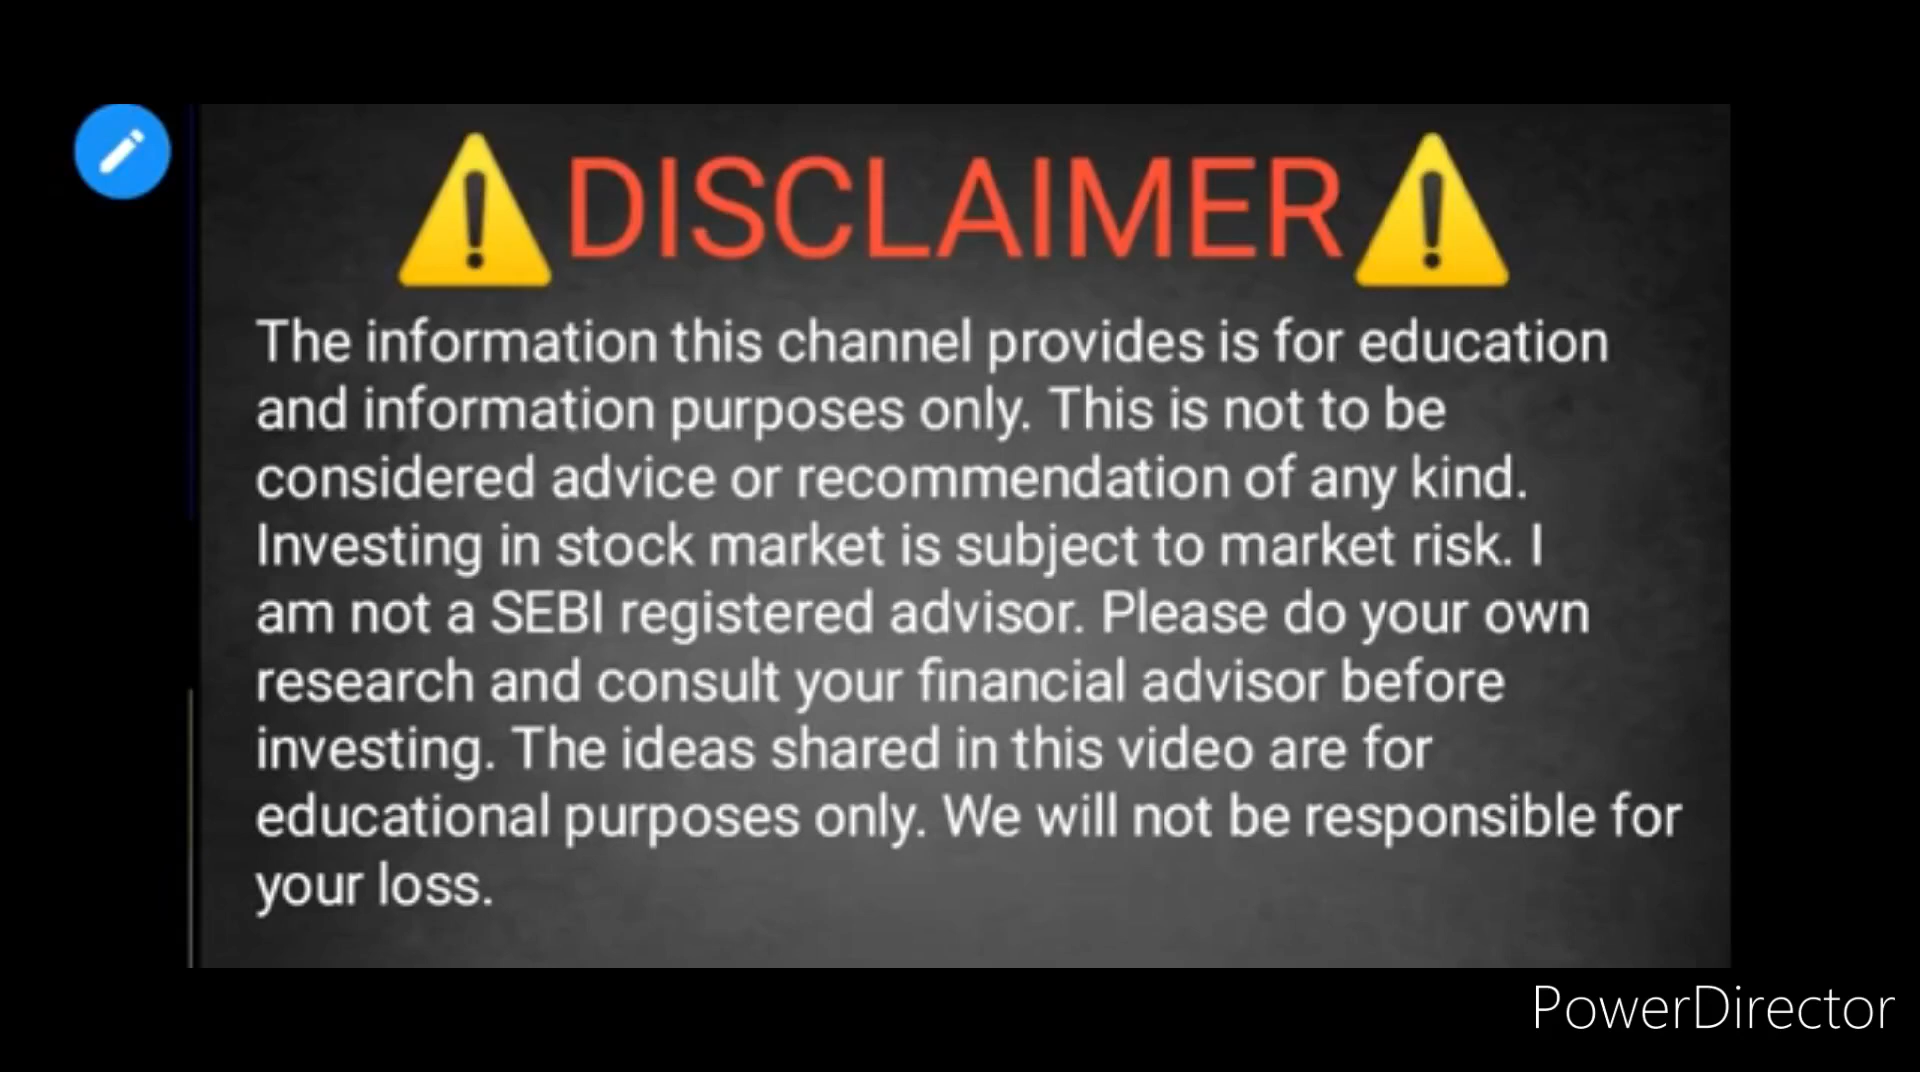 ⚠DISCLAIMER⚠
The information this channel provides is for education
and information purposes only. This is not to be
considered advice or recommendation of any kind.
Investing in stock market is subject to market risk. I
am not a SEBI registered advisor. Please do your own
research and consult your financial advisor before
investing. The ideas shared in this video are for
educational purposes only. We will not be responsible for
your loss.
PowerDirector